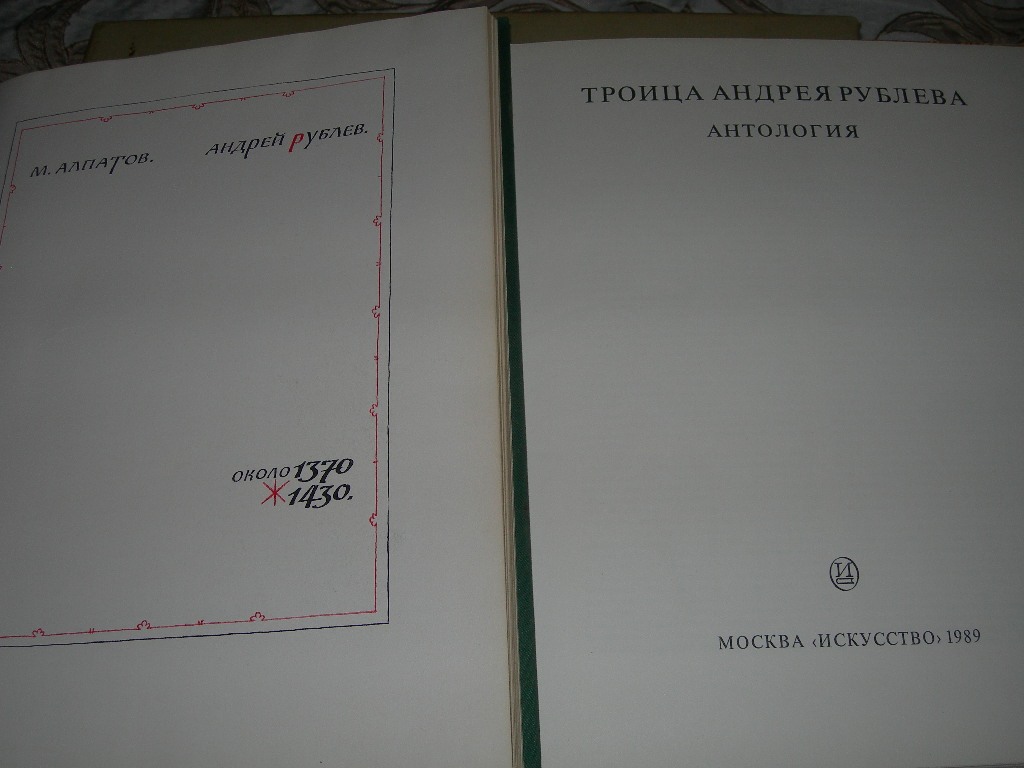 М. АЛПАТОВ. АНДРЕЙ РУБЛЕВ.
ОКОЛО 1370
1430.
ТРОИЦА АНДРЕЯ РУБЛЕВА
АНТОЛОГИЯ
И
МОСКВА ‹ИСКУССТВО› 1989